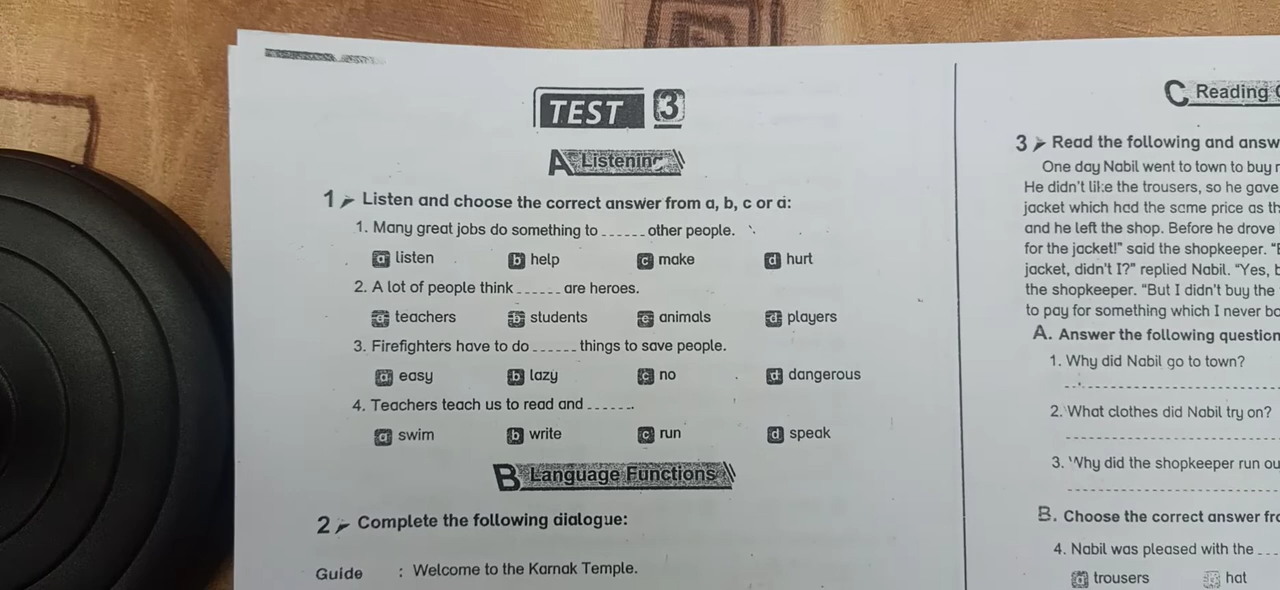 TEST 3
A Listening
1 Listen and choose the correct answer from a, b, c or d:
1. Many great jobs do something to ______ other people.
a listen b help c make d hurt
2. A lot of people think ______ are heroes.
a teachers b students c animals d players
3. Firefighters have to do ______ things to save people.
a easy b lazy c no d dangerous
4. Teachers teach us to read and ______.
a swim b write c run d speak
B Language Functions
2 Complete the following dialogue:
Guide : Welcome to the Karnak Temple.
C Reading
3 Read the following and
One day Nabil went to town to buy
He didn't like the trousers, so he gave
jacket which had the same price as
and he left the shop. Before he drove
for the jacket!" said the shopkeeper.
jacket, didn't I?" replied Nabil. "Yes,
the shopkeeper. "But I didn't buy the
to pay for something which I never
A. Answer the following
1. Why did Nabil go to town?
2. What clothes did Nabil try on?
3. Why did the shopkeeper run
B. Choose the correct answer
4. Nabil was pleased with the ___
a trousers b hat